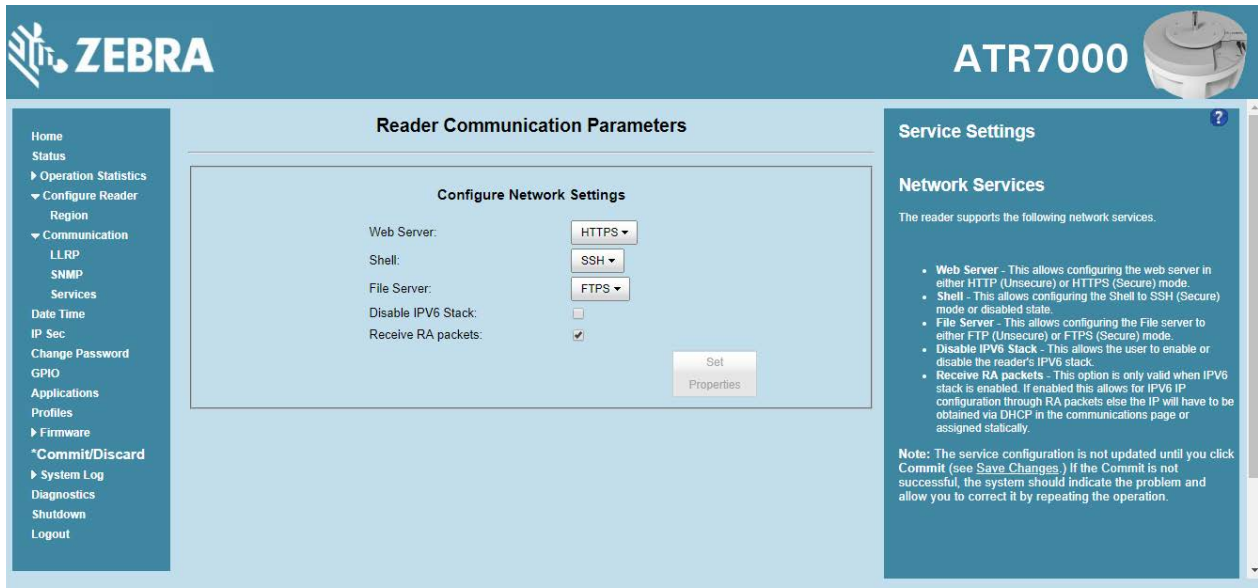 ZEBRA
ATR7000
Home
Status
Operation Statistics
Configure Reader
Region
Communication
LLRP
SNMP
Services
Date Time
IP Sec
Change Password
GPIO
Applications
Profiles
Firmware
*Commit/Discard
System Log
Diagnostics
Shutdown
Logout
Reader Communication Parameters
Configure Network Settings
Web Server: HTTPS
Shell: SSH
File Server: FTPS
Disable IPV6 Stack:
Receive RA packets:
Set
Properties
?
Service Settings
Network Services
The reader supports the following network services.
• Web Server - This allows configuring the web server in
either HTTP (Unsecure) or HTTPS (Secure) mode.
• Shell - This allows configuring the Shell to SSH (Secure)
mode or disabled state.
• File Server - This allows configuring the File server to
either FTP (Unsecure) or FTPS (Secure) mode.
• Disable IPV6 Stack - This allows the user to enable or
disable the reader's IPV6 stack.
• Receive RA packets - This option is only valid when IPV6
stack is enabled. If enabled this allows for IPV6 IP
configuration through RA packets else the IP will have to be
obtained via DHCP in the communications page or
assigned statically.
Note: The service configuration is not updated until you click
Commit (see Save Changes.) If the Commit is not
successful, the system should indicate the problem and
allow you to correct it by repeating the operation.